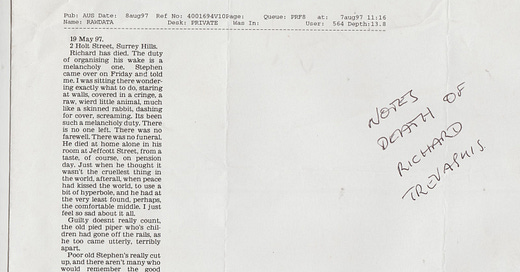 Pub: AUS Date: 8aug97 Ref No: 4001694V10Page: Queue: PRFS at: 7aug97 11:16
Name: RAWDATA Desk: PRIVATE Was In: User: 564 Depth:13.8
19 May 97.
2 Holt Street, Surrey Hills.
Richard has died. The duty
of organising his wake is a
melancholy one. Stephen
came over on Friday and told
me. I was sitting there wonder-
ing exactly what to do, staring
at walls, covered in a cringe, a
raw, wierd little animal, much
like a skinned rabbit, dashing
for cover, screaming. Its been
such a melancholy duty. There
is no one left. There was no
farewell. There was no funeral.
He died at home alone in his
room at Jeffcott Street, from a
taste, of course, on pension
day. Just when he thought it
wasn't the cruellest thing in
the world, afterall, when peace
had kissed the world, to use a
bit of hyperbole, and he had at
the very least found, perhaps,
the comfortable middle. I just
feel so sad about it all.
Guilty doesnt really count,
the old pied piper who's chil-
dren had gone off the rails, as
he too came utterly, terribly
apart.
Poor old Stephen's really cut
up, and there aren't many who
would remember the good
NOTES
DEATH OF
RICHARD
TREVASKIS